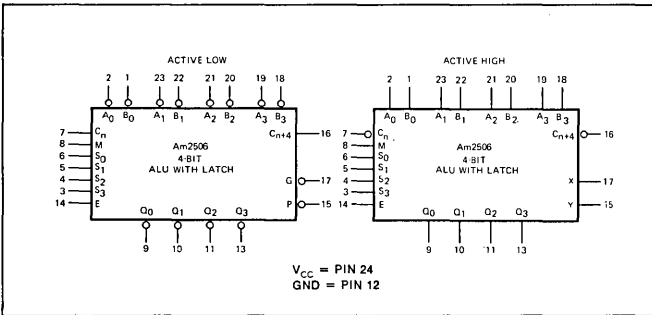 ACTIVE LOW ACTIVE HIGH
2 1 23 22 21 20 19 18 2 1 23 22 21 20 19 18
A0 B0 A1 B1 A2 B2 A3 B3 A0 B0 A1 B1 A2 B2 A3 B3
7 Cn Cn+4 16 7 Cn Cn+4 16
8 M Am2506 8 M Am2506
6 S0 4-BIT 6 S0 4-BIT
5 S1 ALU WITH LATCH 5 S1 ALU WITH LATCH
4 S2 G 17 4 S2 X 17
3 S3 P 15 3 S3 Y 15
14 E 14 E
Q0 Q1 Q2 Q3 Q0 Q1 Q2 Q3
9 10 11 13 9 10 11 13
VCC = PIN 24
GND = PIN 12